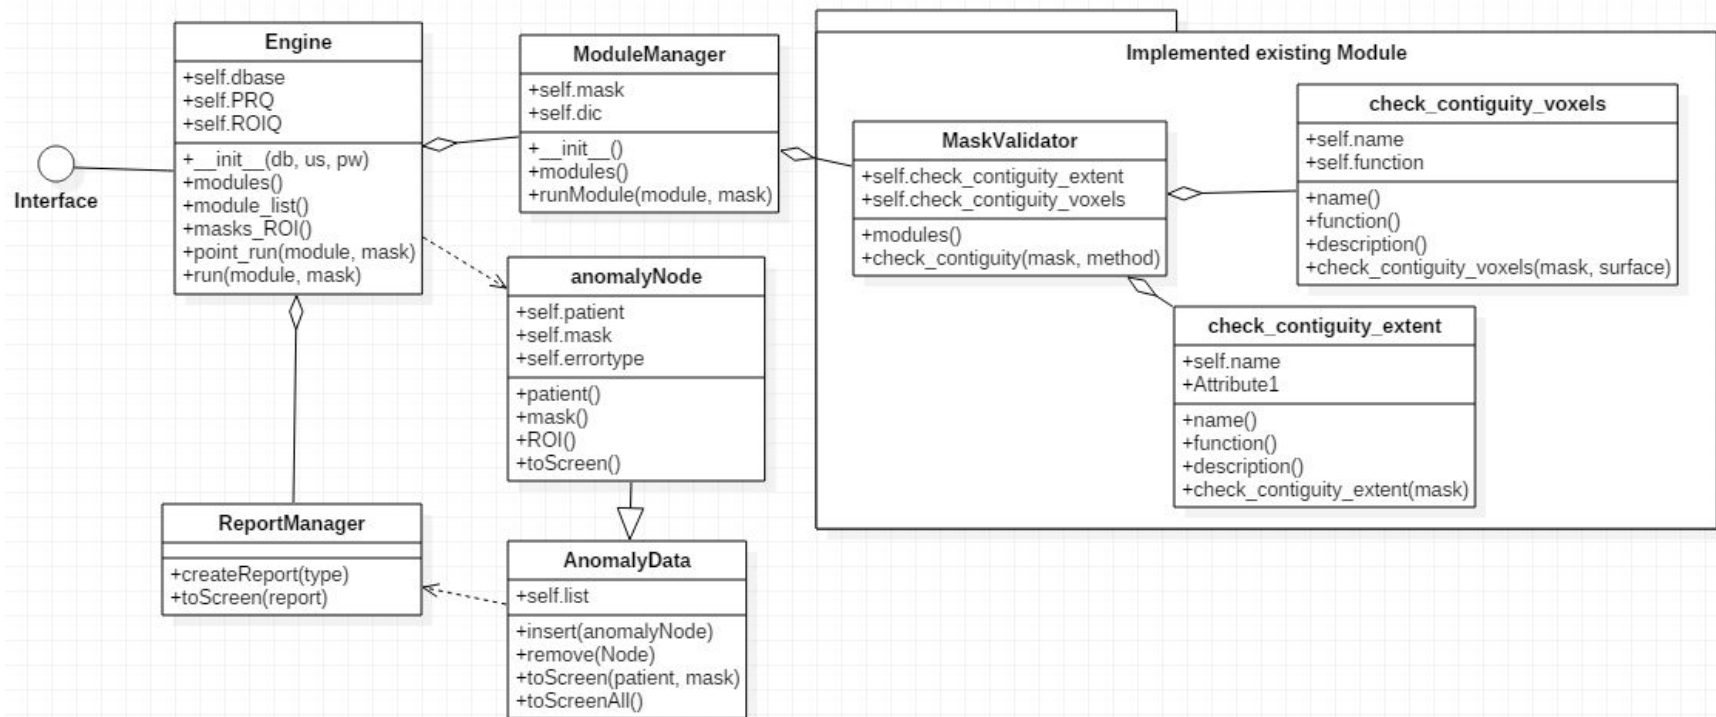 Interface
Engine
+self.dbase
+self.PRQ
+self.ROIQ
+__init__(db, us, pw)
+modules()
+module_list()
+masks_ROI()
+point_run(module, mask)
+run(module, mask)
ModuleManager
+self.mask
+self.dic
+__init__()
+modules()
+runModule(module, mask)
Implemented existing Module
MaskValidator
+self.check_contiguity_extent
+self.check_contiguity_voxels
+modules()
+check_contiguity(mask, method)
check_contiguity_voxels
+self.name
+self.function
+name()
+function()
+description()
+check_contiguity_voxels(mask, surface)
check_contiguity_extent
+self.name
+Attribute1
+name()
+function()
+description()
+check_contiguity_extent(mask)
anomalyNode
+self.patient
+self.mask
+self.errortype
+patient()
+mask()
+ROI()
+toScreen()
ReportManager
+createReport(type)
+toScreen(report)
AnomalyData
+self.list
+insert(anomalyNode)
+remove(Node)
+toScreen(patient, mask)
+toScreenAll()